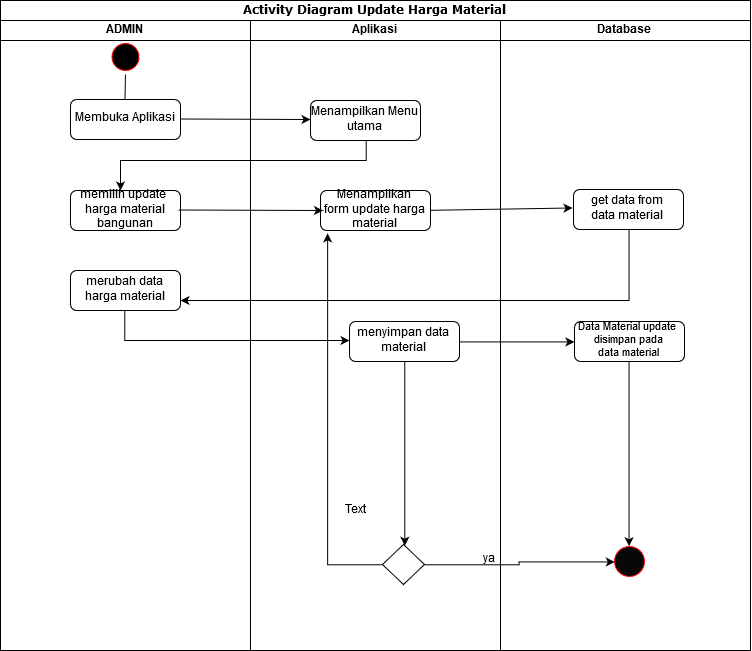 Activity Diagram Update Harga Material
ADMIN
Aplikasi
Database
Membuka Aplikasi
Menampilkan Menu
utama
memilih update
harga material
bangunan
Menampilkan
form update harga
material
get data from
data material
merubah data
harga material
menyimpan data
material
Data Material update
disimpan pada
data material
Text
ya